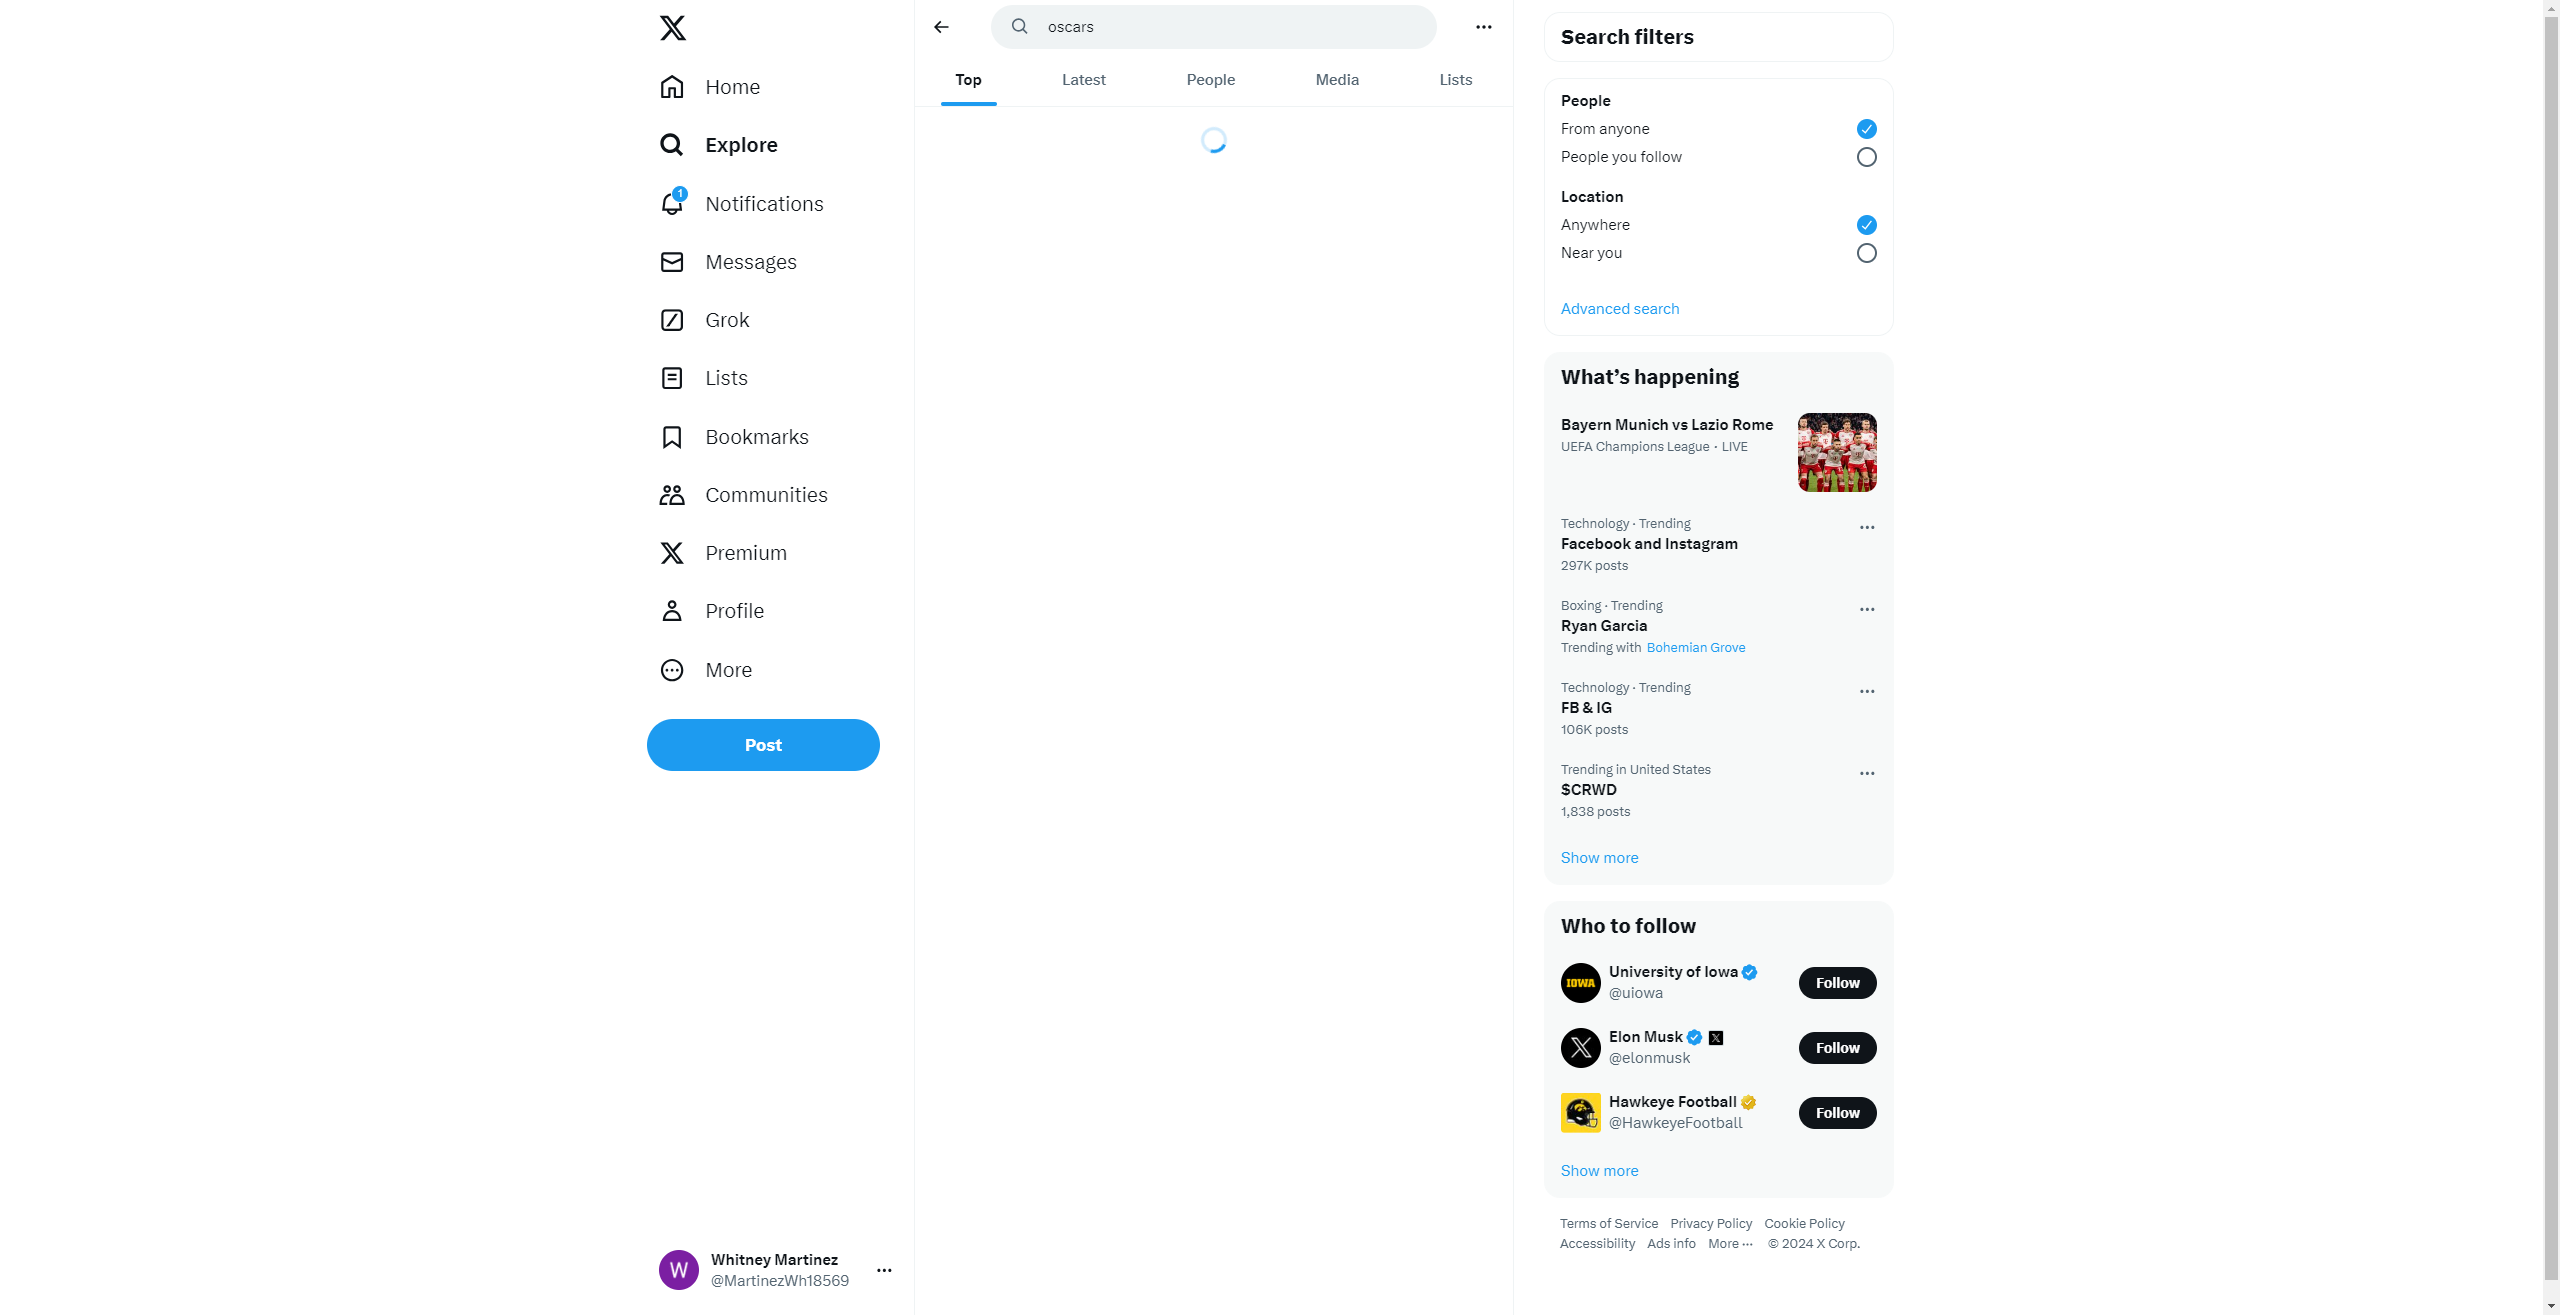 Home
Explore
1
Notifications
Messages
Grok
Lists
Bookmarks
Communities
Premium
Profile
More
Post
W
Whitney Martinez
@MartinezWh18569
oscars
Top Latest People Media Lists
Search filters
People
From anyone
People you follow
Location
Anywhere
Near you
Advanced search
What’s happening
Bayern Munich vs Lazio Rome
UEFA Champions League · LIVE
Technology · Trending
Facebook and Instagram
297K posts
Boxing · Trending
Ryan Garcia
Trending with Bohemian Grove
Technology · Trending
FB & IG
106K posts
Trending in United States
$CRWD
1,838 posts
Show more
Who to follow
IOWA
University of Iowa
@uiowa
Follow
Elon Musk
@elonmusk
Follow
Hawkeye Football
@HawkeyeFootball
Follow
Show more
Terms of Service Privacy Policy Cookie Policy
Accessibility Ads info More ··· © 2024 X Corp.